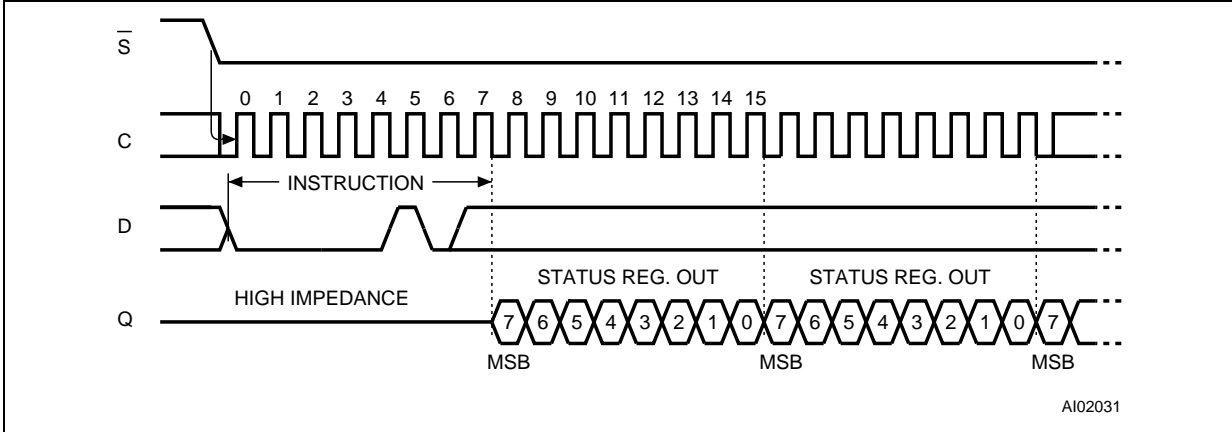 S
0 1 2 3 4 5 6 7 8 9 10 11 12 13 14 15
C
INSTRUCTION
D
STATUS REG. OUT STATUS REG. OUT
HIGH IMPEDANCE
Q
7 6 5 4 3 2 1 0 7 6 5 4 3 2 1 0 7
MSB MSB MSB
AI02031